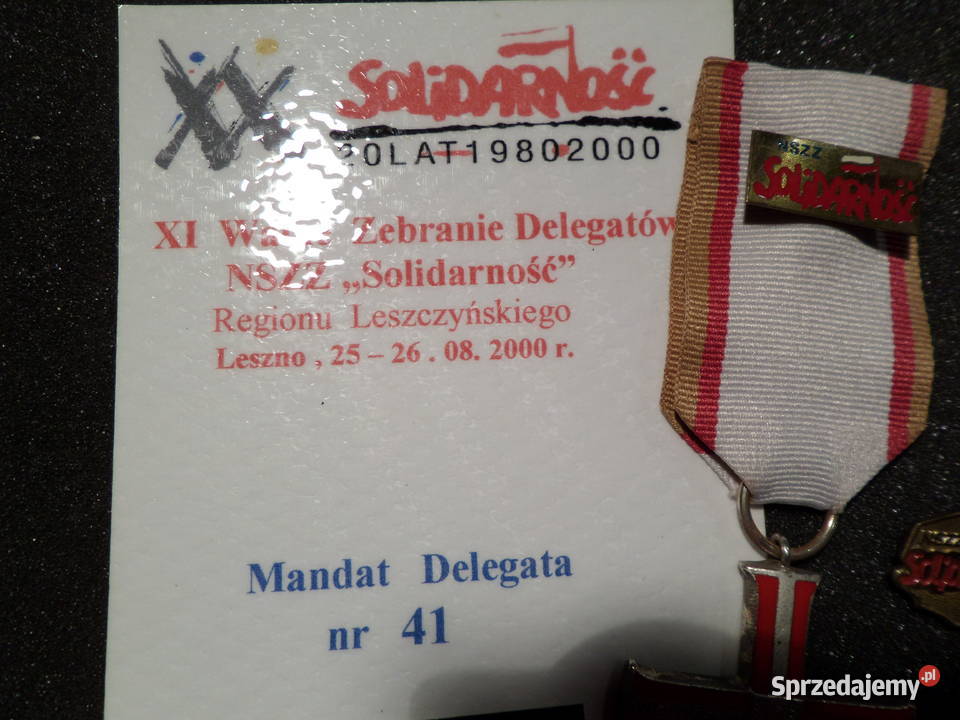 XX SOLIDARNOŚĆ
20LAT19802000
XI Zebranie Delegatów
NSZZ „Solidarność”
Regionu Leszczyńskiego
Leszno , 25 – 26 . 08. 2000 r.
Mandat Delegata
nr 41
NSZZ
SOLIDARNOŚĆ
Sprzedajemy.pl